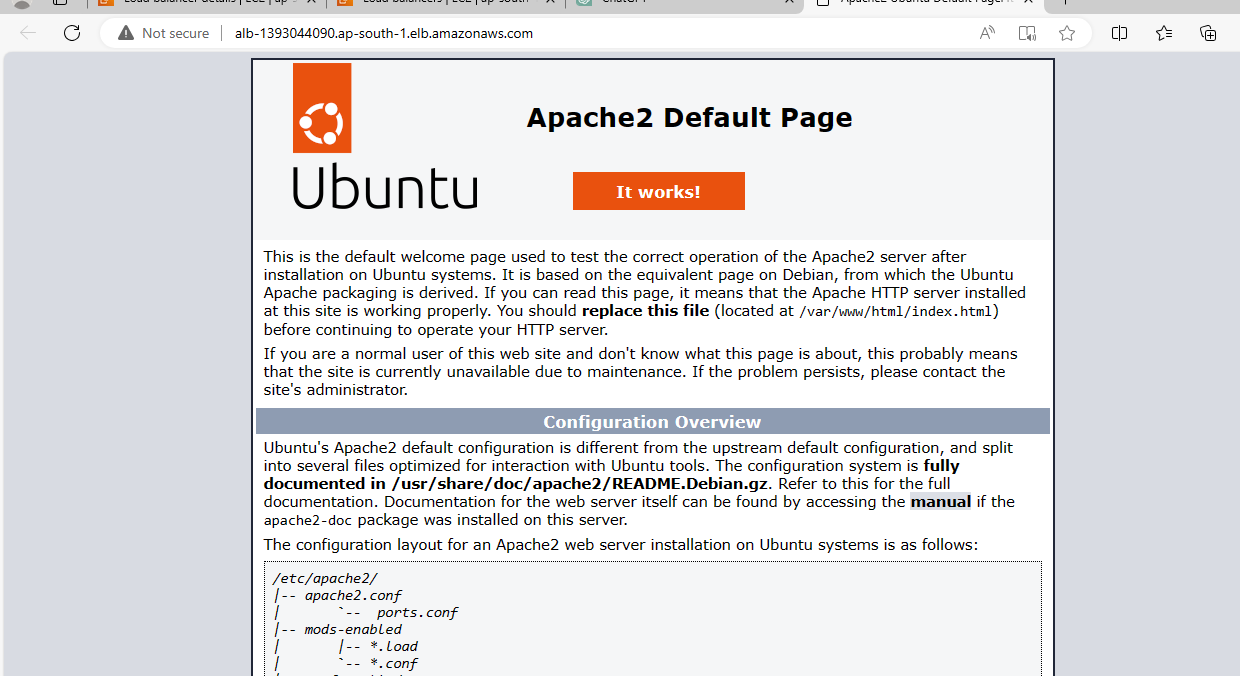 Not secure
alb-1393044090.ap-south-1.elb.amazonaws.com
Apache2 Default Page
Ubuntu
It works!
This is the default welcome page used to test the correct operation of the Apache2 server after
installation on Ubuntu systems. It is based on the equivalent page on Debian, from which the Ubuntu
Apache packaging is derived. If you can read this page, it means that the Apache HTTP server installed
at this site is working properly. You should replace this file (located at /var/www/html/index.html)
before continuing to operate your HTTP server.
If you are a normal user of this web site and don't know what this page is about, this probably means
that the site is currently unavailable due to maintenance. If the problem persists, please contact the
site's administrator.
Configuration Overview
Ubuntu's Apache2 default configuration is different from the upstream default configuration, and split
into several files optimized for interaction with Ubuntu tools. The configuration system is fully
documented in /usr/share/doc/apache2/README.Debian.gz. Refer to this for the full
documentation. Documentation for the web server itself can be found by accessing the manual if the
apache2-doc package was installed on this server.
The configuration layout for an Apache2 web server installation on Ubuntu systems is as follows:
/etc/apache2/
|-- apache2.conf
|       `--  ports.conf
|-- mods-enabled
|       |-- *.load
|       `-- *.conf